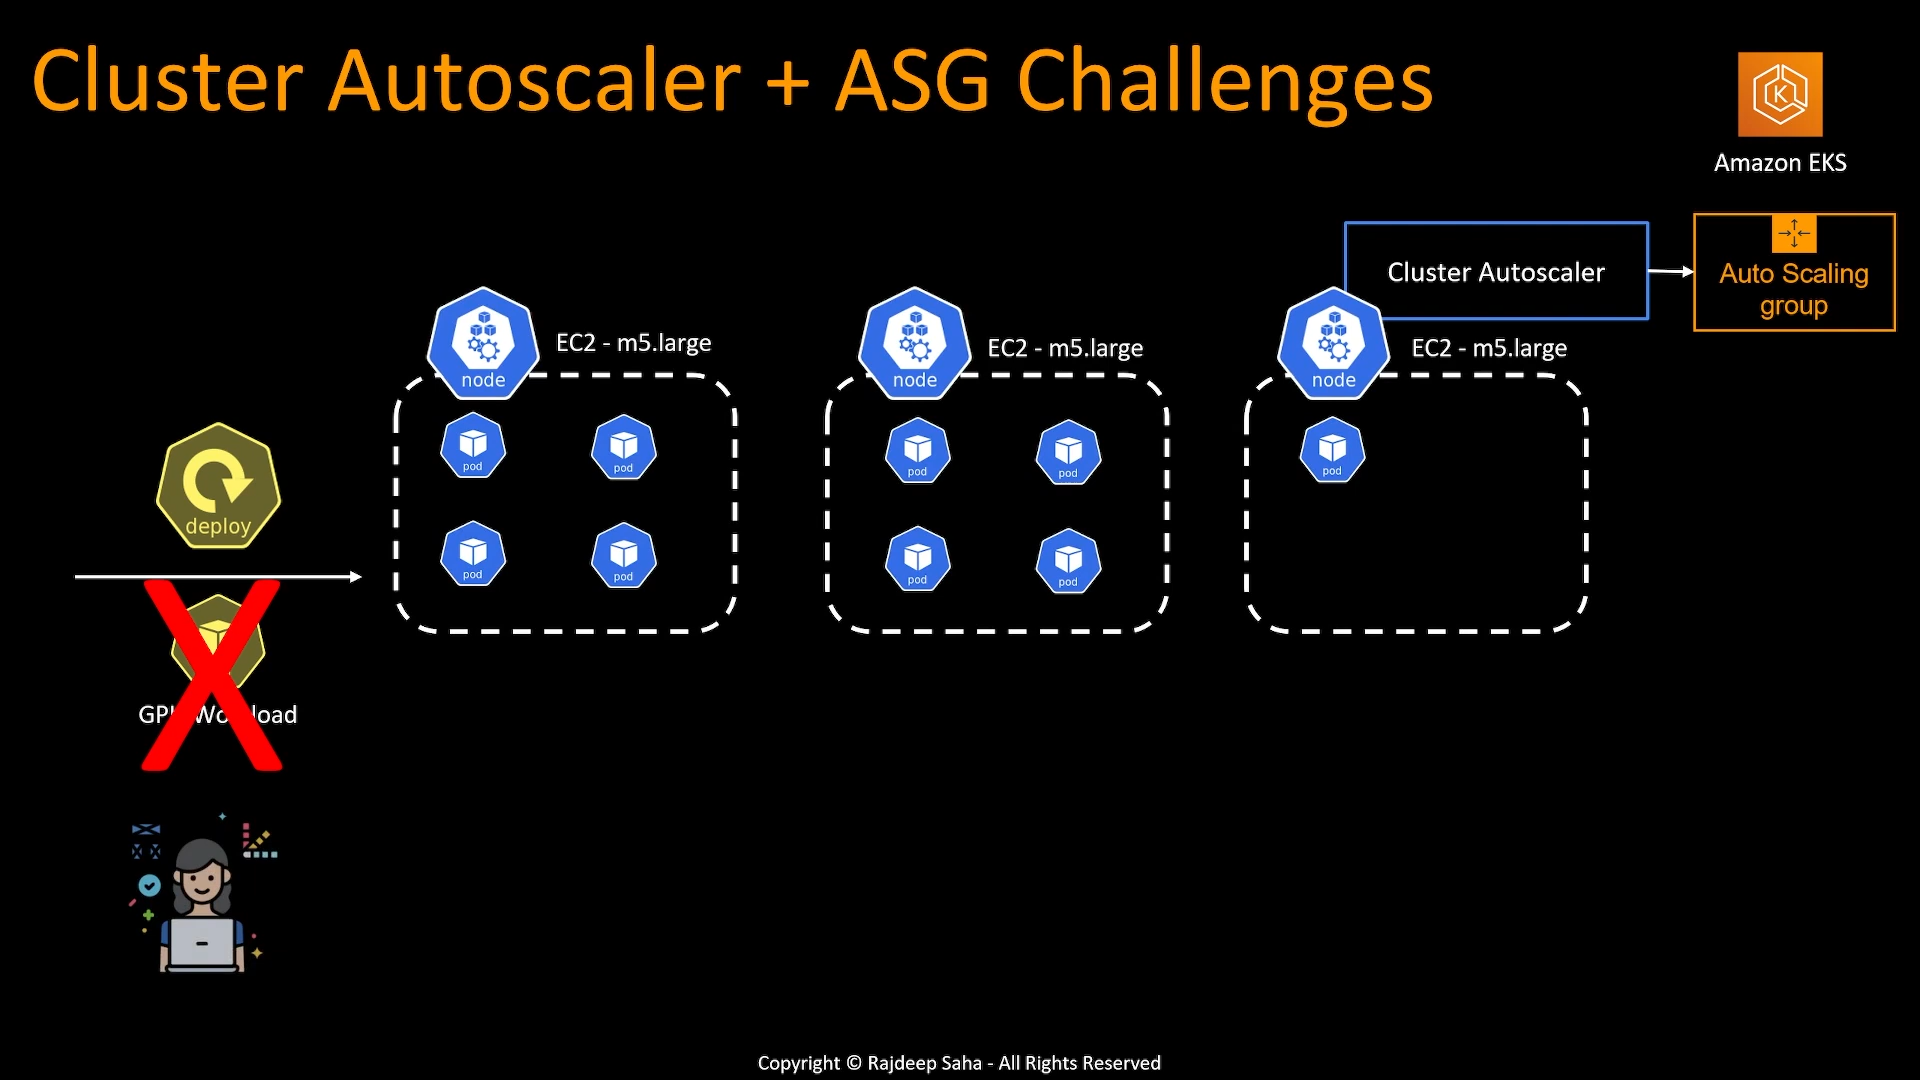 Cluster Autoscaler + ASG Challenges
K
Amazon EKS
Cluster Autoscaler
Auto Scaling
group
node
EC2 - m5.large
node
EC2 - m5.large
node
EC2 - m5.large
pod
pod
pod
pod
pod
pod
pod
pod
pod
deploy
Copyright © Rajdeep Saha - All Rights Reserved